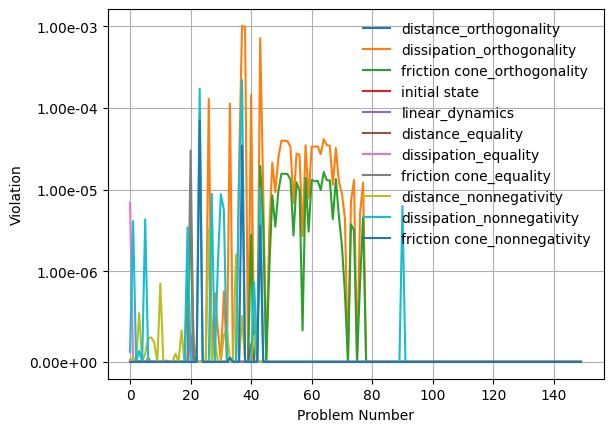 1.00e−03
1.00e−04
1.00e−05
1.00e−06
0.00e+00
Violation
distance_orthogonality
dissipation_orthogonality
friction cone_orthogonality
initial state
linear_dynamics
distance_equality
dissipation_equality
friction cone_equality
distance_nonnegativity
dissipation_nonnegativity
friction cone_nonnegativity
0 20 40 60 80 100 120 140
Problem Number